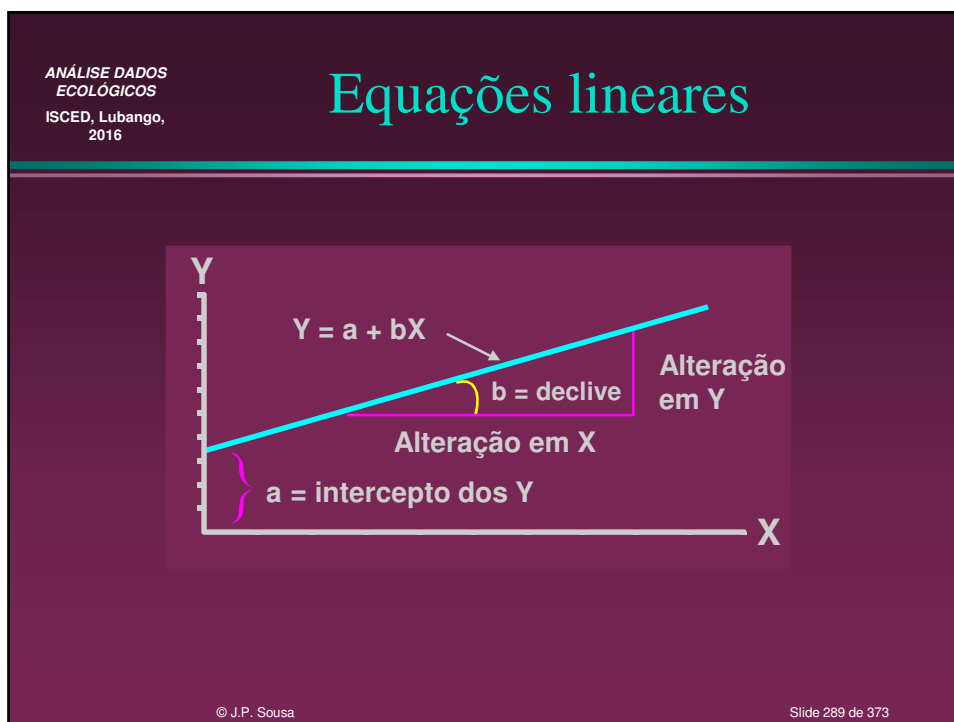 ANÁLISE DADOS
ECOLÓGICOS
ISCED, Lubango,
2016
Equações lineares
Y
Y = a + bX
b = declive
Alteração
em Y
Alteração em X
a = intercepto dos Y
X
© J.P. Sousa
Slide 289 de 373